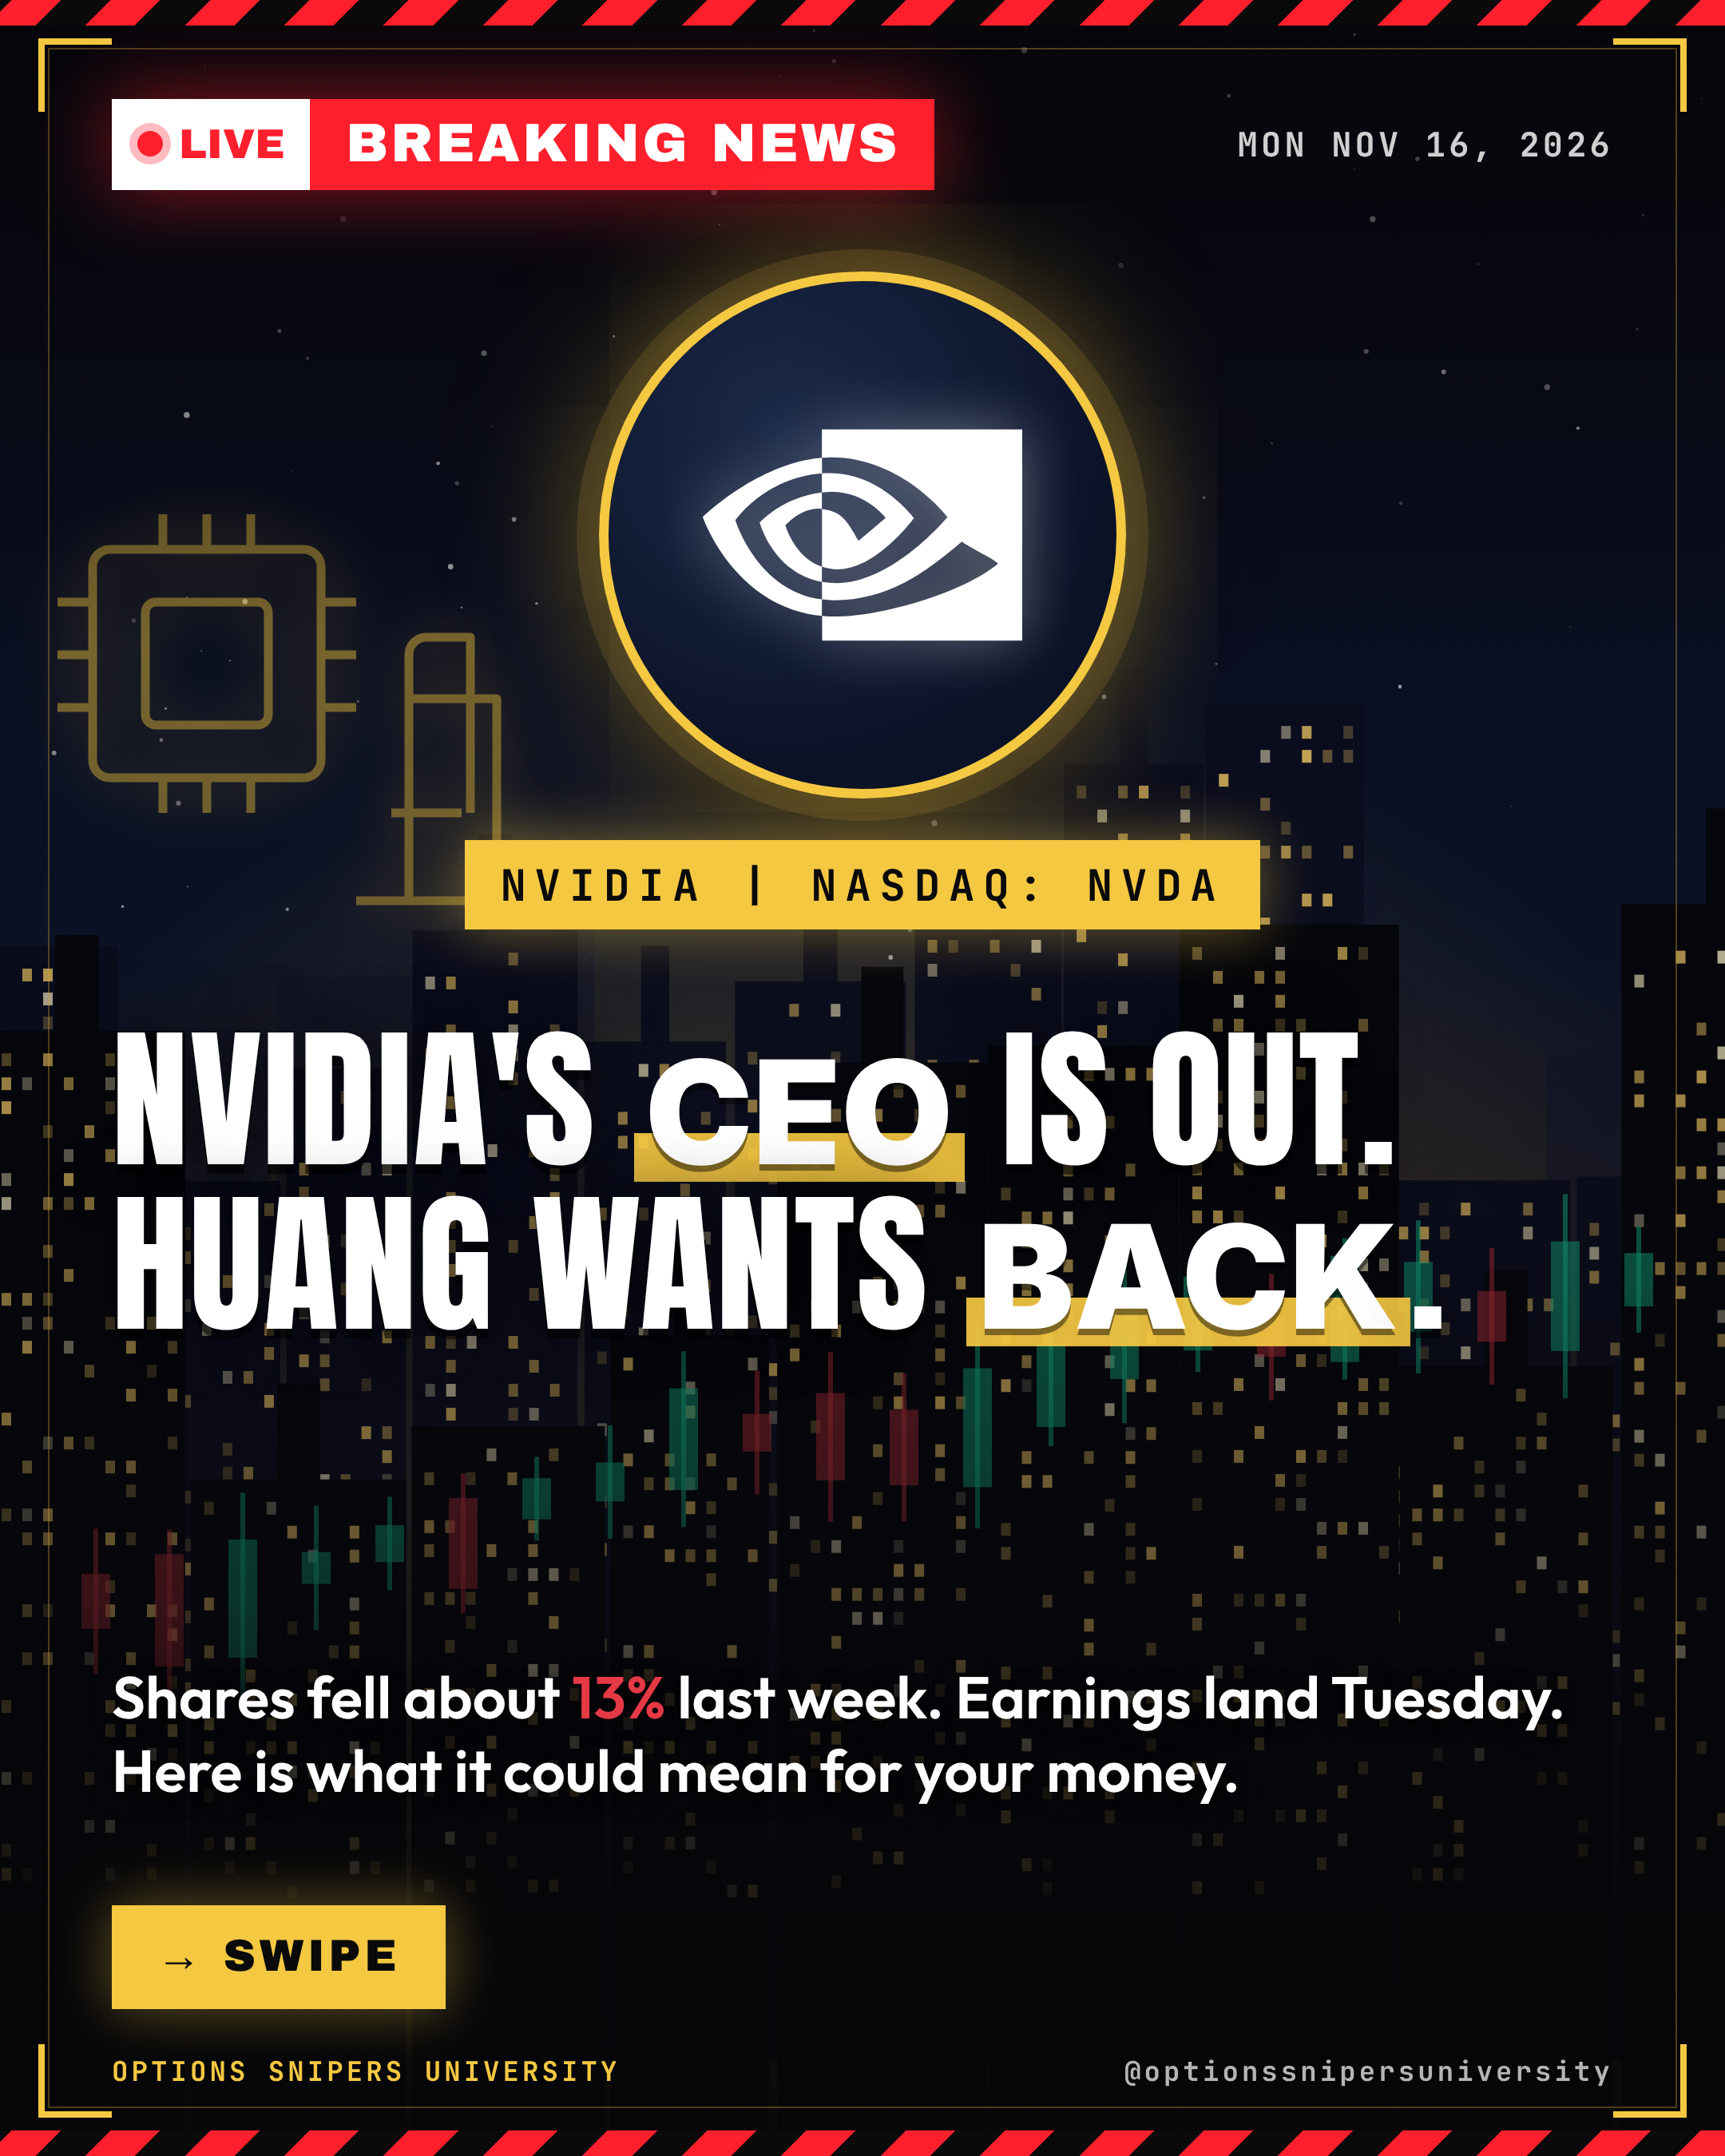 LIVE BREAKING NEWS
MON NOV 16, 2026
NVIDIA | NASDAQ: NVDA
NVIDIA'S CEO IS OUT.
HUANG WANTS BACK.
Shares fell about 13% last week. Earnings land Tuesday.
Here is what it could mean for your money.
→ SWIPE
OPTIONS SNIPERS UNIVERSITY
@optionssnipersuniversity